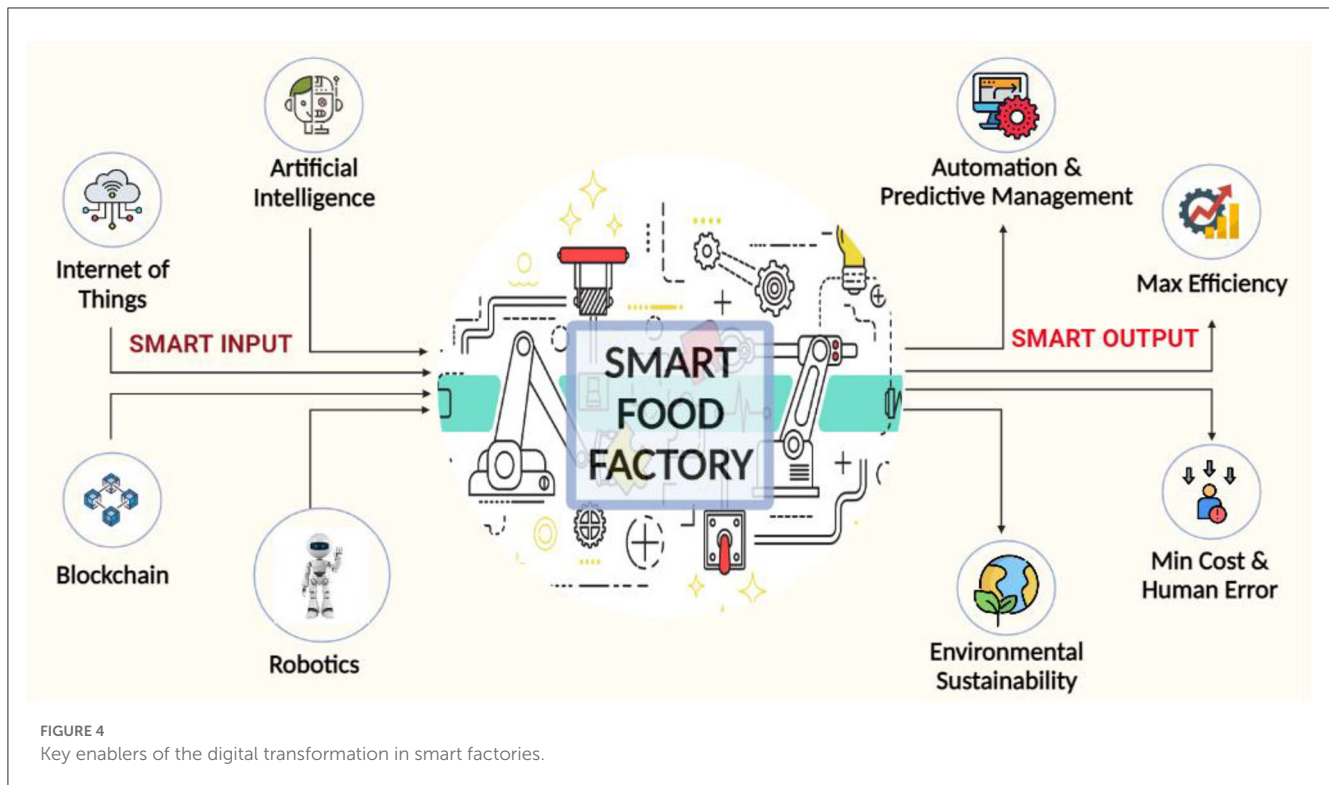 Artificial
Intelligence
Internet of
Things
SMART INPUT
Blockchain
Robotics
SMART
FOOD
FACTORY
Automation &
Predictive Management
Max Efficiency
SMART OUTPUT
Min Cost &
Human Error
Environmental
Sustainability
FIGURE 4
Key enablers of the digital transformation in smart factories.